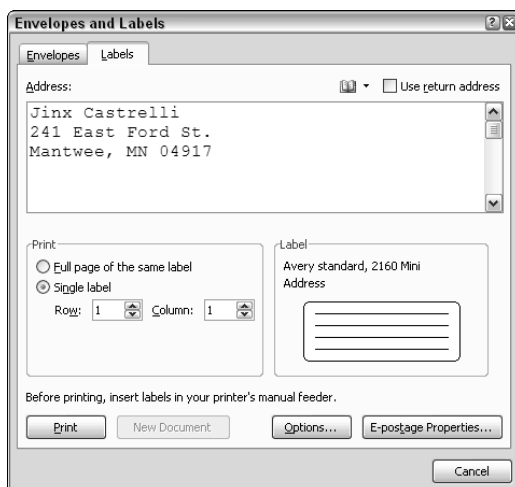 Envelopes and Labels
Envelopes Labels
Address: Use return address
Jinx Castrelli
241 East Ford St.
Mantwee, MN 04917
Print
Full page of the same label
Single label
Row: 1 Column: 1
Label
Avery standard, 2160 Mini
Address
Before printing, insert labels in your printer's manual feeder.
Print New Document Options... E-postage Properties...
Cancel